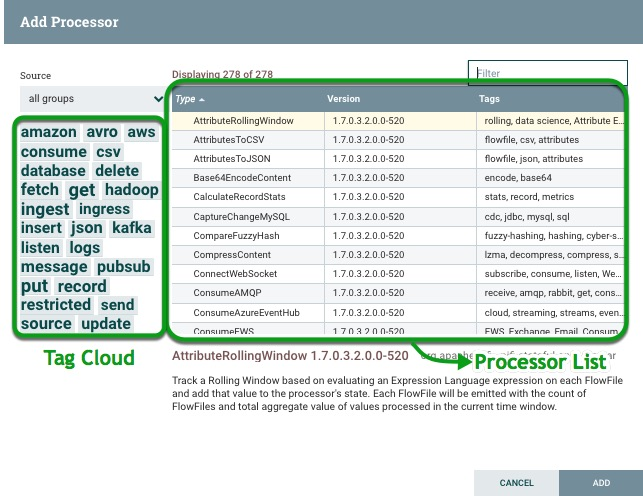 Add Processor
Displaying 278 of 278
Filter
Source
all groups
Type Version Tags
AttributeRollingWindow 1.7.0.3.2.0.0-520 rolling, data science, Attribute E...
AttributesToCSV 1.7.0.3.2.0.0-520 flowfile, csv, attributes
AttributesToJSON 1.7.0.3.2.0.0-520 flowfile, json, attributes
Base64EncodeContent 1.7.0.3.2.0.0-520 encode, base64
CalculateRecordStats 1.7.0.3.2.0.0-520 stats, record, metrics
CaptureChangeMySQL 1.7.0.3.2.0.0-520 cdc, jdbc, mysql, sql
CompareFuzzyHash 1.7.0.3.2.0.0-520 fuzzy-hashing, hashing, cyber-s...
CompressContent 1.7.0.3.2.0.0-520 lzma, decompress, compress, s...
ConnectWebSocket 1.7.0.3.2.0.0-520 subscribe, consume, listen, We...
ConsumeAMQP 1.7.0.3.2.0.0-520 receive, amqp, rabbit, get, cons...
ConsumeAzureEventHub 1.7.0.3.2.0.0-520 cloud, streaming, streams, even...
ConsumeEWS 1.7.0.3.2.0.0-520 EWS, Exchange, Email, Consum...
amazon avro aws
consume csv
database delete
fetch get hadoop
ingest ingress
insert json kafka
listen logs
message pubsub
put record
restricted send
source update
Tag Cloud
AttributeRollingWindow 1.7.0.3.2.0.0-520
Processor List
Track a Rolling Window based on evaluating an Expression Language expression on each FlowFile
and add that value to the processor's state. Each FlowFile will be emitted with the count of
FlowFiles and total aggregate value of values processed in the current time window.
CANCEL ADD